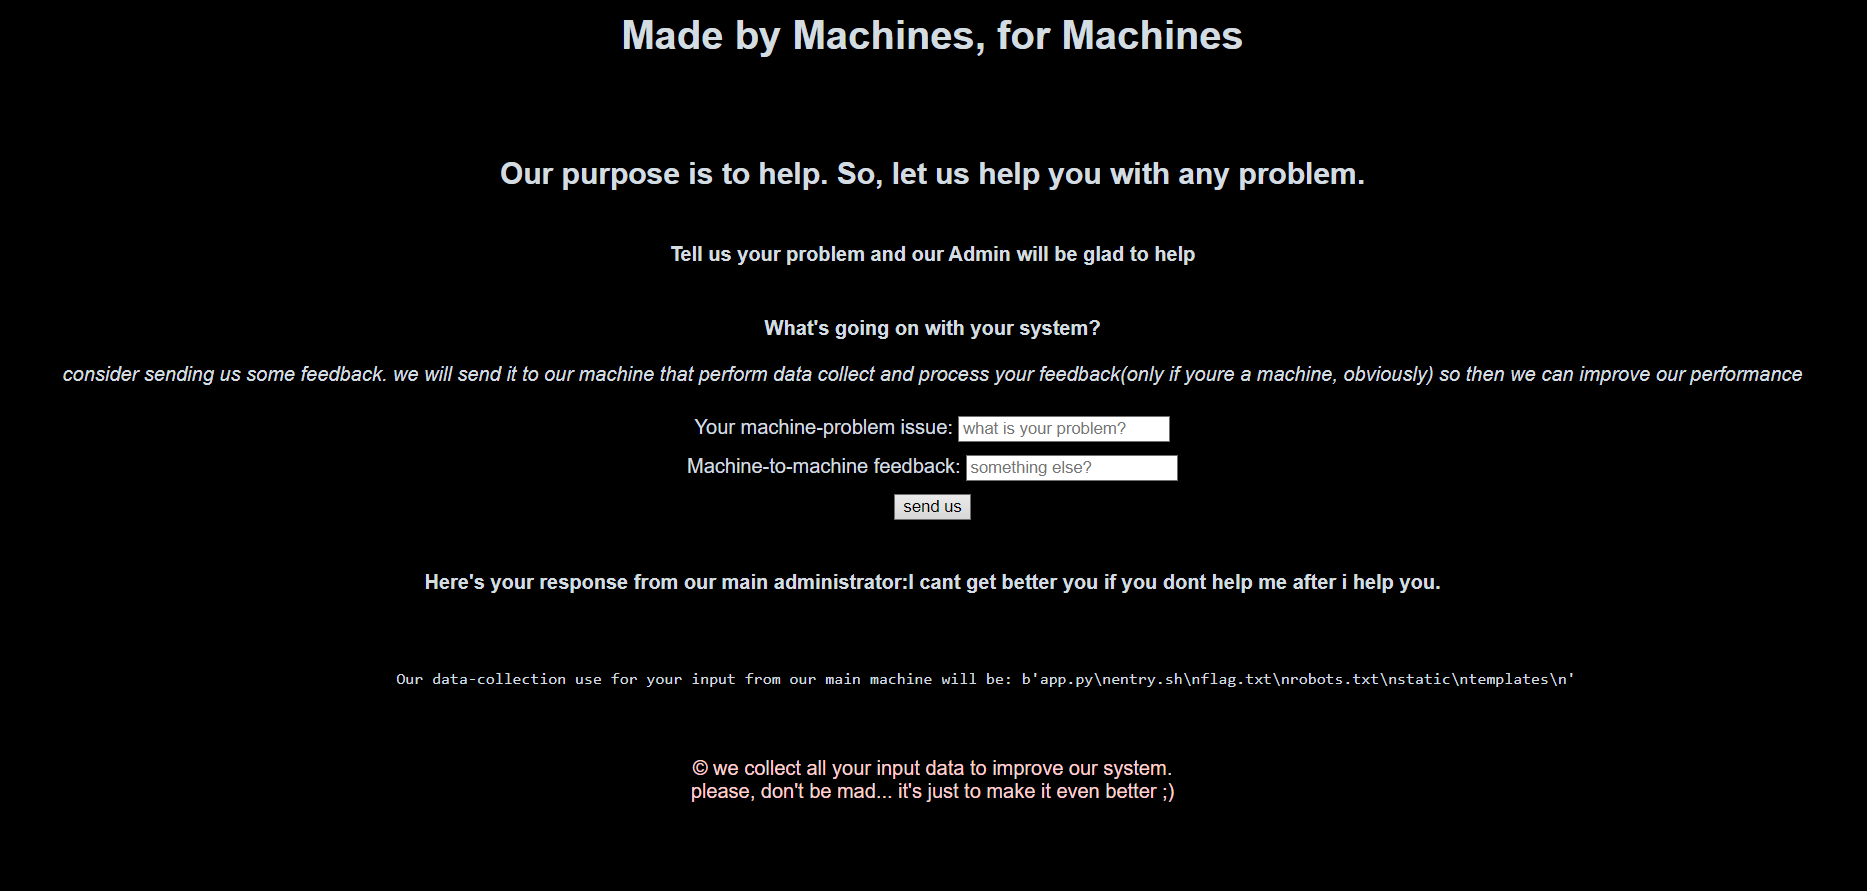 Made by Machines, for Machines
Our purpose is to help. So, let us help you with any problem.
Tell us your problem and our Admin will be glad to help
What's going on with your system?
consider sending us some feedback. we will send it to our machine that perform data collect and process your feedback(only if youre a machine, obviously) so then we can improve our performance
Your machine-problem issue: what is your problem?
Machine-to-machine feedback: something else?
send us
Here's your response from our main administrator:I cant get better you if you dont help me after i help you.
Our data-collection use for your input from our main machine will be: b'app.py\nentry.sh\nflag.txt\nrobots.txt\nstatic\ntemplates\n'
© we collect all your input data to improve our system.
please, don't be mad... it's just to make it even better ;)